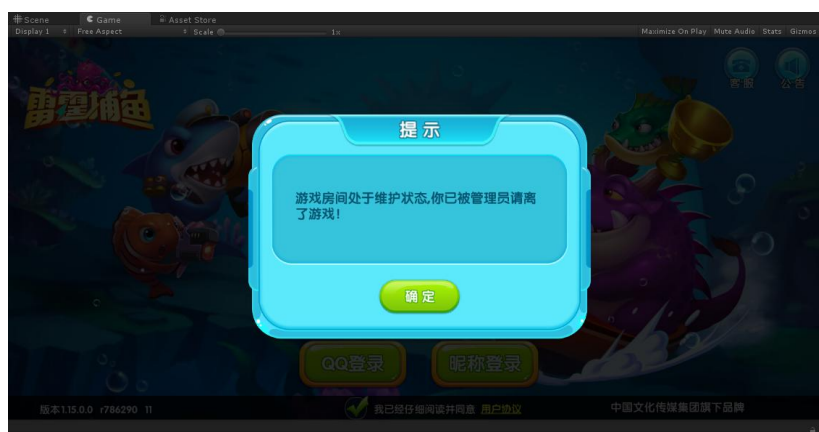 Scene Game Asset Store
Display 1 Free Aspect Scale 1x Maximize On Play Mute Audio Stats Gizmos
雷霆捕鱼
客服 公告
提示
游戏房间处于维护状态,你已被管理员请离
了游戏!
确定
QQ登录 昵称登录
版本1.15.0.0 r786290 11 我已经仔细阅读并同意 用户协议 中国文化传媒集团旗下品牌